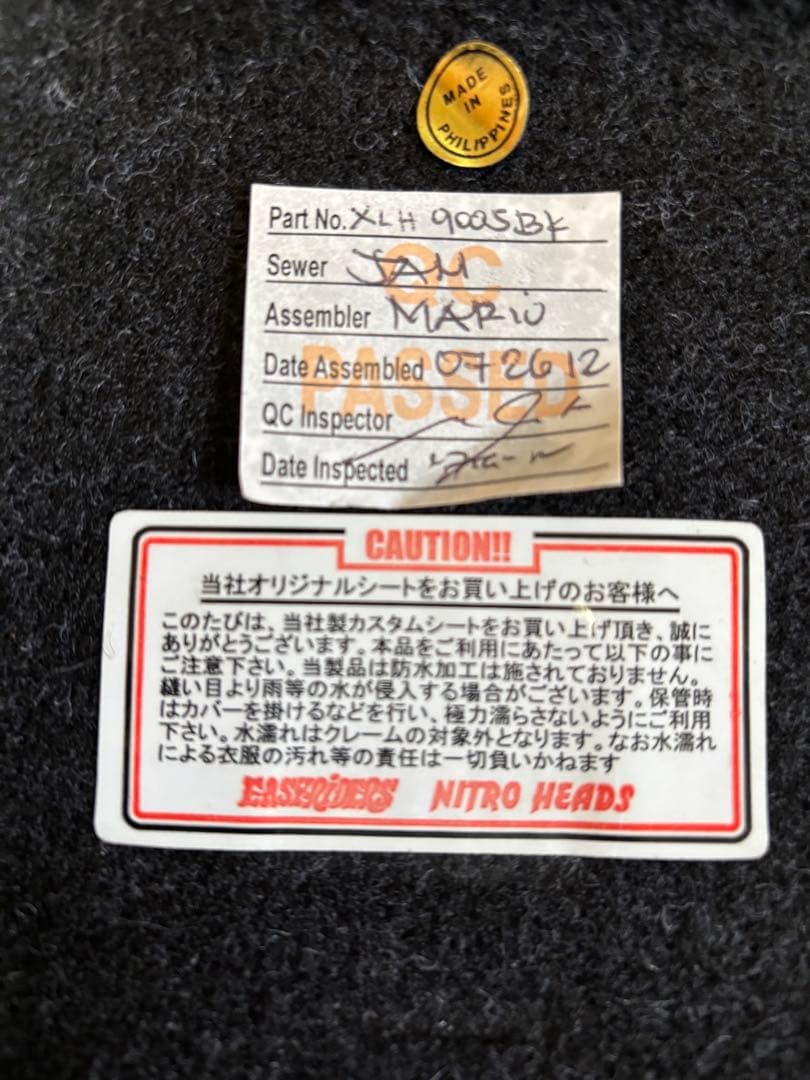 MADE
IN
PHILIPPINES
Part No. XLH 9005BK
QC
Sewer JAM
Assembler MARIO
Date Assembled 072612
PASSED
QC Inspector
Date Inspected
CAUTION!!
当社オリジナルシートをお買い上げのお客様へ
このたびは、当社製カスタムシートをお買い上げ頂き、誠に
ありがとうございます。本品をご利用にあたって以下の事に
ご注意下さい。当製品は防水加工は施されておりません。
縫い目より雨等の水が侵入する場合がございます。保管時
はカバーを掛けるなどを行い、極力濡らさないようにご利用
下さい。水濡れはクレームの対象外となります。なお水濡れ
による衣服の汚れ等の責任は一切負いかねます
EASYRIDERS NITRO HEADS